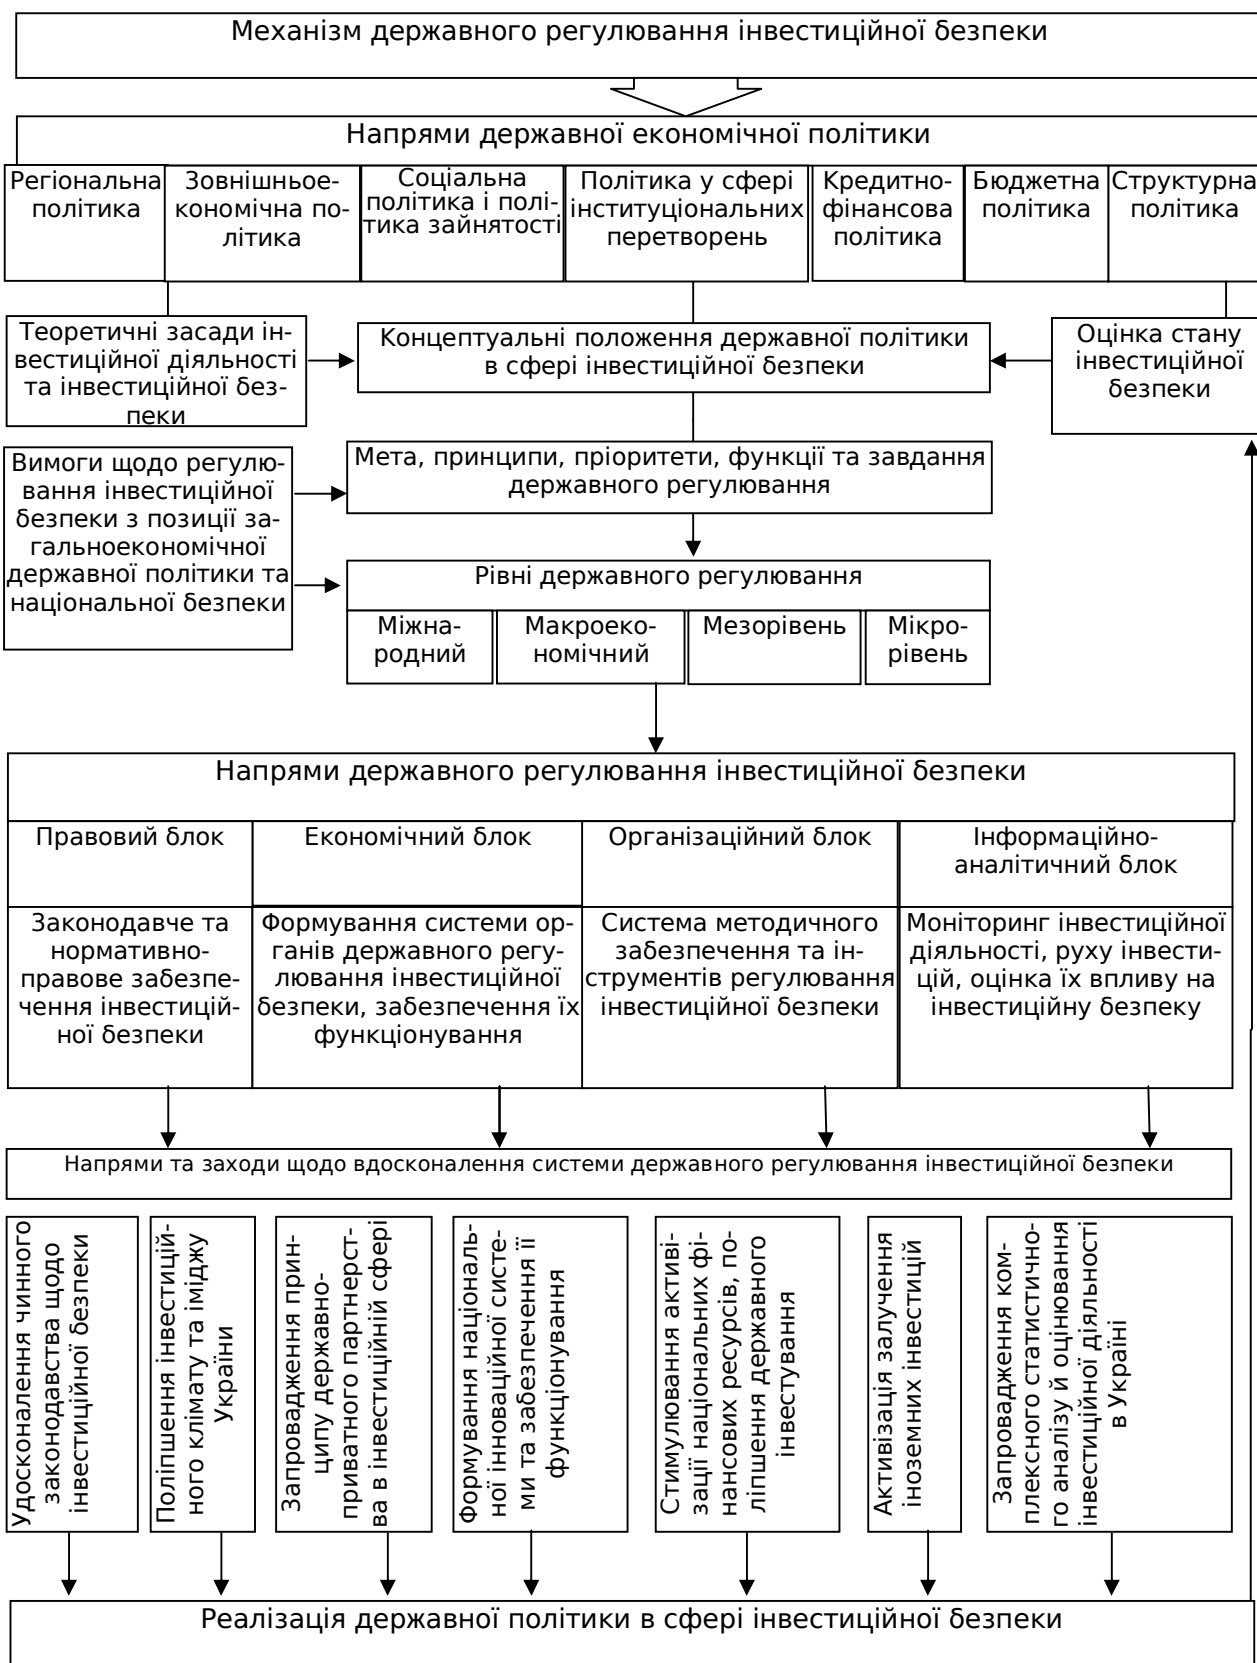 Механізм державного регулювання інвестиційної безпеки
Напрями державної економічної політики
Регіональна
політика
Зовнішньое-
кономічна по-
літика
Соціальна
політика і полі-
тика зайнятості
Політика у сфері
інституціональних
перетворень
Кредитно-
фінансова
політика
Бюджетна
політика
Структурна
політика
Теоретичні засади ін-
вестиційної діяльності
та інвестиційної без-
пеки
Концептуальні положення державної політики
в сфері інвестиційної безпеки
Оцінка стану
інвестиційної
безпеки
Вимоги щодо регулю-
вання інвестиційної
безпеки з позиції за-
гальноекономічної
державної політики та
національної безпеки
Мета, принципи, пріоритети, функції та завдання
державного регулювання
Рівні державного регулювання
Міжна-
родний
Макроеко-
номічний
Мезорівень
Мікро-
рівень
Напрями державного регулювання інвестиційної безпеки
Правовий блок
Економічний блок
Організаційний блок
Інформаційно-
аналітичний блок
Законодавче та
нормативно-
правове забезпе-
чення інвестицій-
ної безпеки
Формування системи ор-
ганів державного регу-
лювання інвестиційної
безпеки, забезпечення їх
функціонування
Система методичного
забезпечення та ін-
струментів регулювання
інвестиційної безпеки
Моніторинг інвестиційної
діяльності, руху інвести-
цій, оцінка їх впливу на
інвестиційну безпеку
Напрями та заходи щодо вдосконалення системи державного регулювання інвестиційної безпеки
Удосконалення чинного
законодавства щодо
інвестиційної безпеки
Поліпшення інвестицій-
ного клімату та іміджу
України
Запровадження прин-
ципу державно-
приватного партнерст-
ва в інвестиційній сфері
Формування національ-
ної інноваційної систе-
ми та забезпечення її
функціонування
Стимулювання активі-
зації національних фі-
нансових ресурсів, по-
ліпшення державного
інвестування
Активізація залучення
іноземних інвестицій
Запровадження ком-
плексного статистично-
го аналізу й оцінювання
інвестиційної діяльності
в Україні
Реалізація державної політики в сфері інвестиційної безпеки